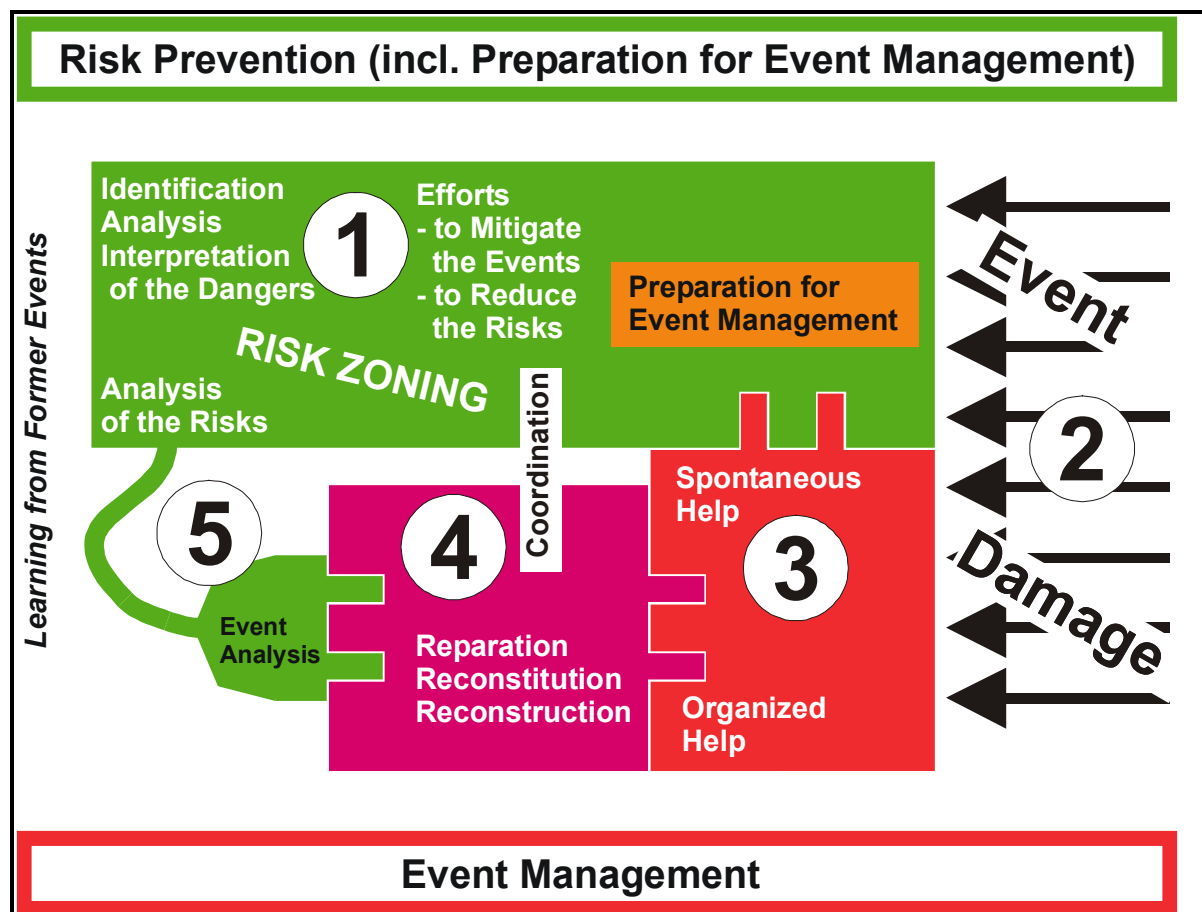 Risk Prevention (incl. Preparation for Event Management)
Learning from Former Events
Identification
Analysis
Interpretation
of the Dangers
1
Efforts
- to Mitigate
the Events
- to Reduce
the Risks
Preparation for
Event Management
RISK ZONING
Analysis
of the Risks
Coordination
Event
2
Damage
5
Event
Analysis
4
Reparation
Reconstitution
Reconstruction
Spontaneous
Help
3
Organized
Help
Event Management